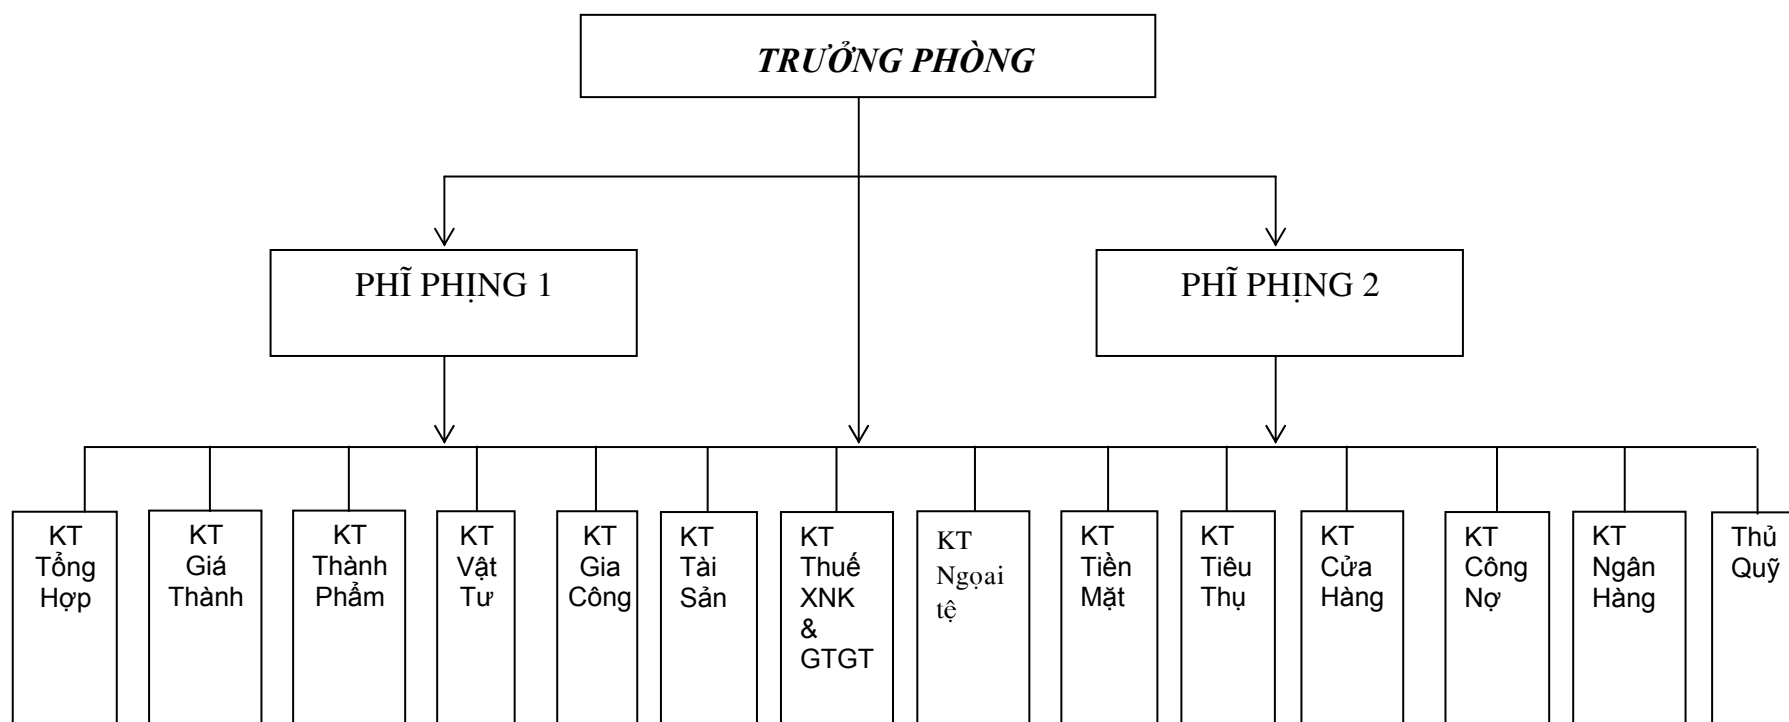 TRƯỞNG PHÒNG
PHĨ PHỊNG 1
PHĨ PHỊNG 2
KT
Tổng
Hợp
KT
Giá
Thành
KT
Thành
Phẩm
KT
Vật
Tư
KT
Gia
Công
KT
Tài
Sản
KT
Thuế
XNK
&
GTGT
KT
Ngọai
tệ
KT
Tiền
Mặt
KT
Tiêu
Thụ
KT
Cửa
Hàng
KT
Công
Nợ
KT
Ngân
Hàng
Thủ
Quỹ